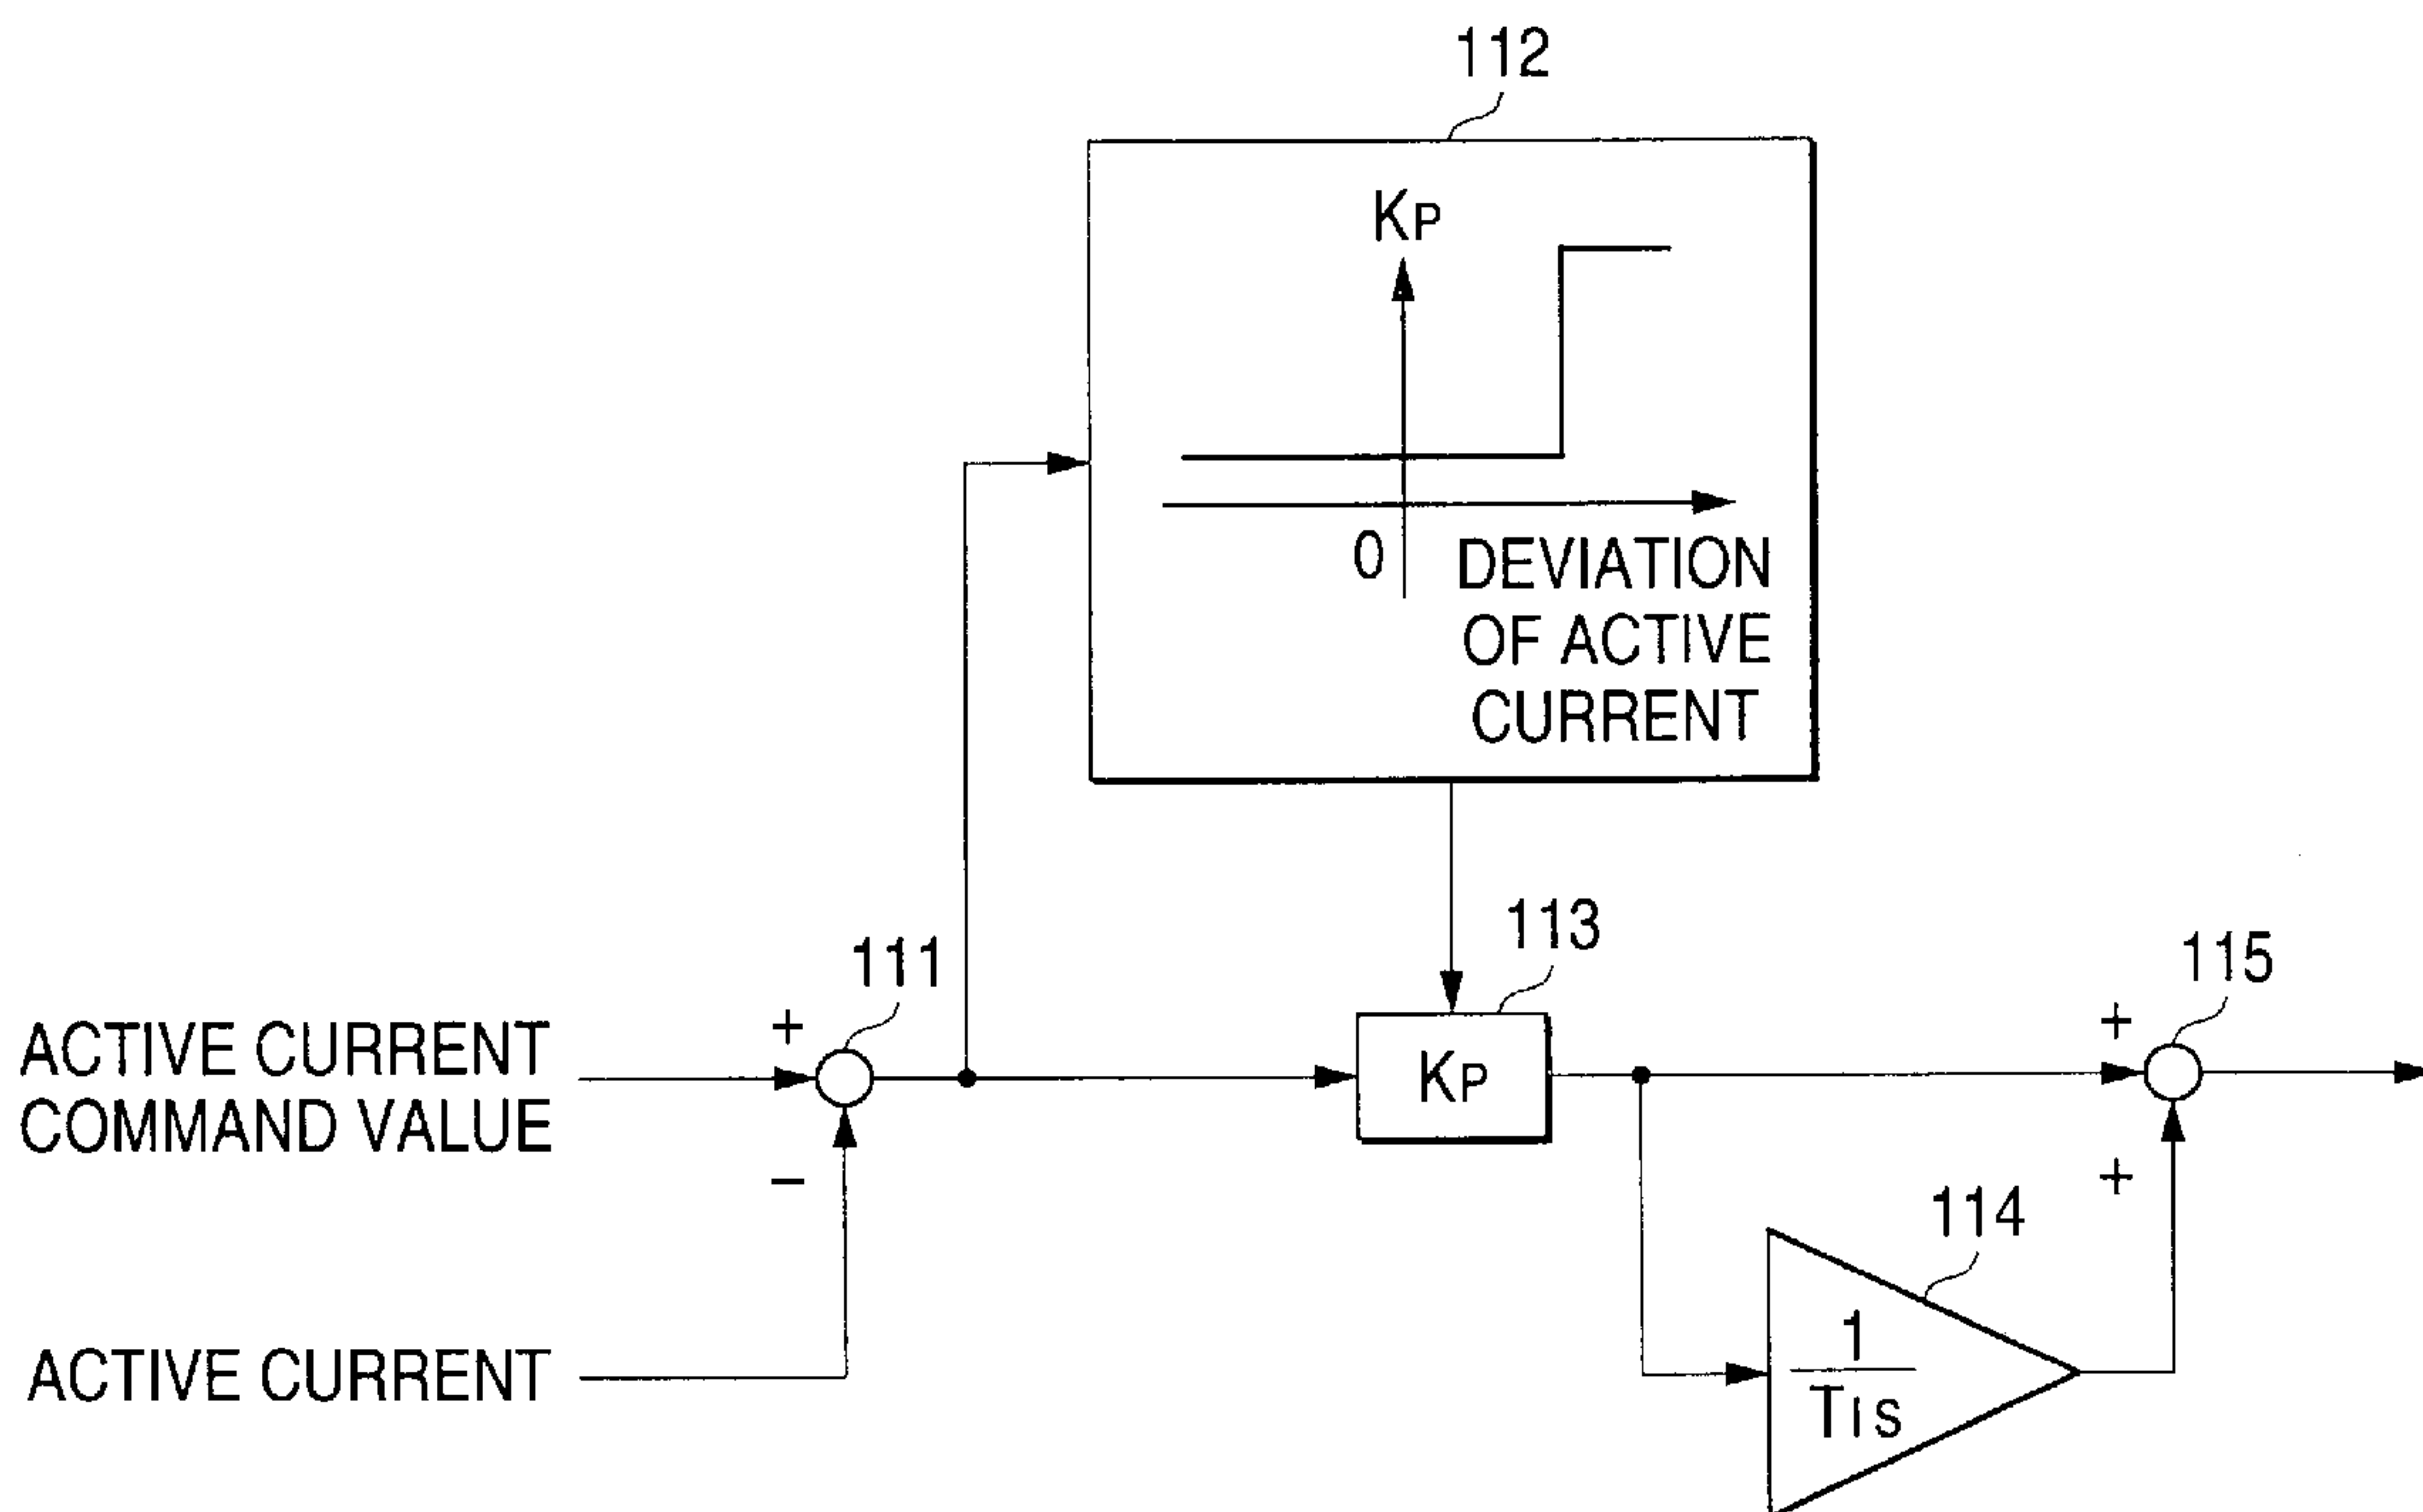 112
KP
0
DEVIATION
OF ACTIVE
CURRENT
113
111
115
+
+
ACTIVE CURRENT
COMMAND VALUE
KP
−
+
114
ACTIVE CURRENT
1
TIS